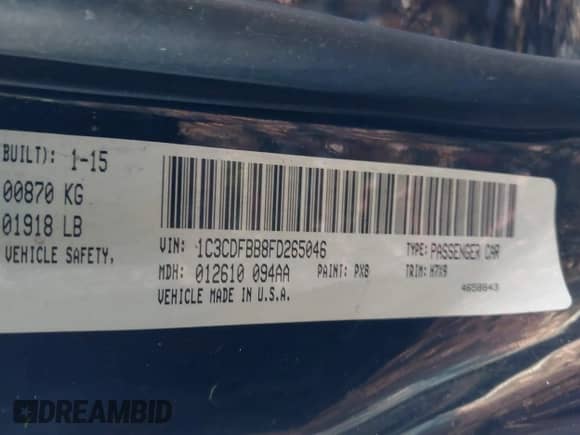 BUILT): 1-15
00870 KG
01918 LB
VEHICLE SAFETY,
VIN: 1C3CDFBB8FD265046 TYPE: PASSENGER CAR
MDH: 012610 094AA PAINT: PX8 TRIM: H7X9
VEHICLE MADE IN U.S.A. 4658643
DREAMBID